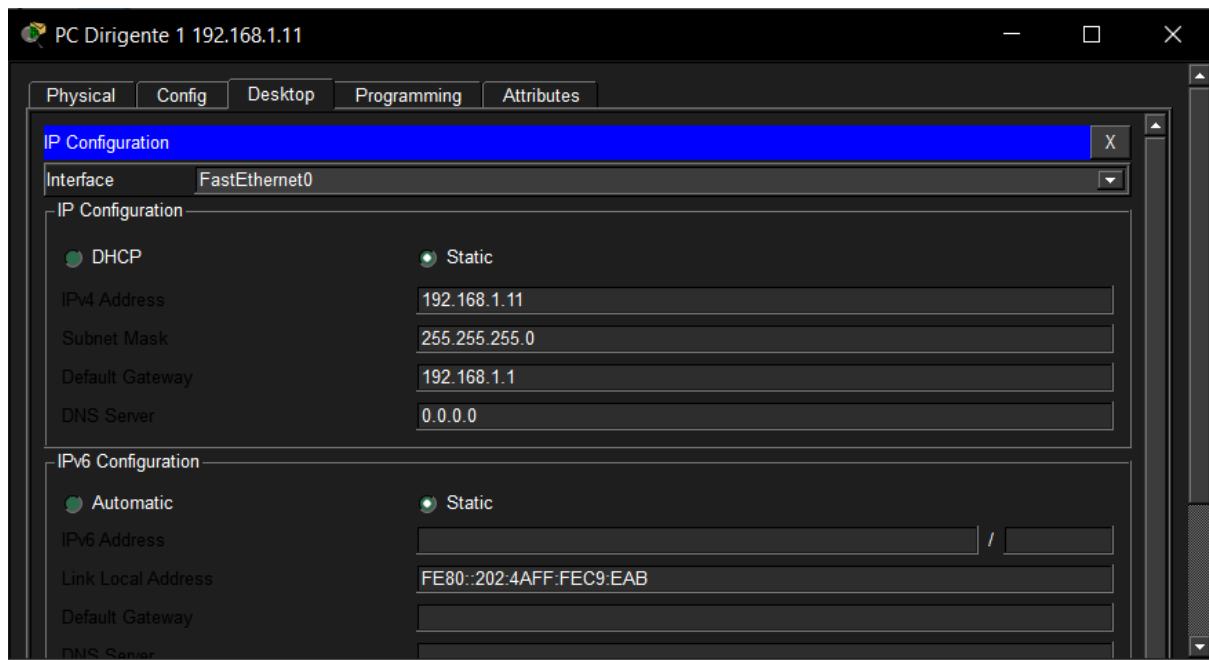 PC Dirigente 1 192.168.1.11
Physical Config Desktop Programming Attributes
IP Configuration X
Interface FastEthernet0
IP Configuration
DHCP Static
IPv4 Address 192.168.1.11
Subnet Mask 255.255.255.0
Default Gateway 192.168.1.1
DNS Server 0.0.0.0
IPv6 Configuration
Automatic Static
IPv6 Address /
Link Local Address FE80::202:4AFF:FEC9:EAB
Default Gateway
DNS Server